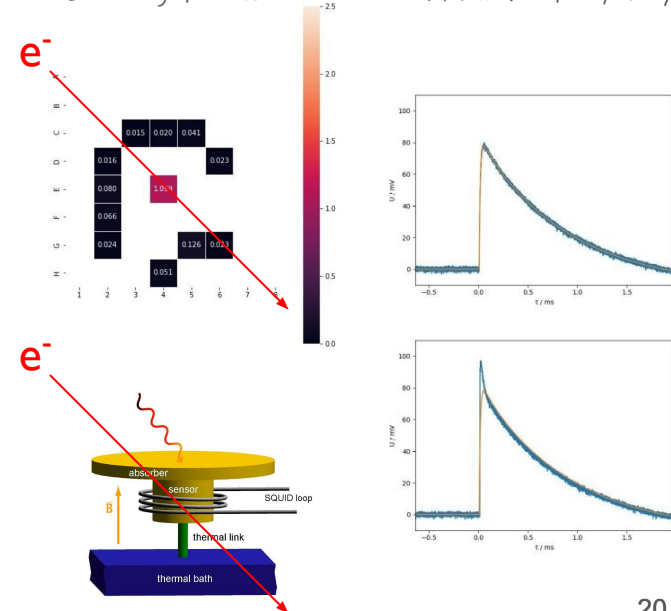 2.5
e-
A
2.0
B
C
0.015 0.020 0.041
1.5
D
0.016 0.023
E
0.080
1.0
F
0.066
G
0.024 0.126
0.5
H
0.051
1 2 3 4 5 6 7 8
0.0
100
80
60
40
20
0
U / mV
-0.5 0.0 0.5 1.0 1.5
t / ms
e-
absorber
sensor
SQUID loop
B
thermal link
thermal bath
100
80
60
40
20
0
U / mV
-0.5 0.0 0.5 1.0 1.5
t / ms
20